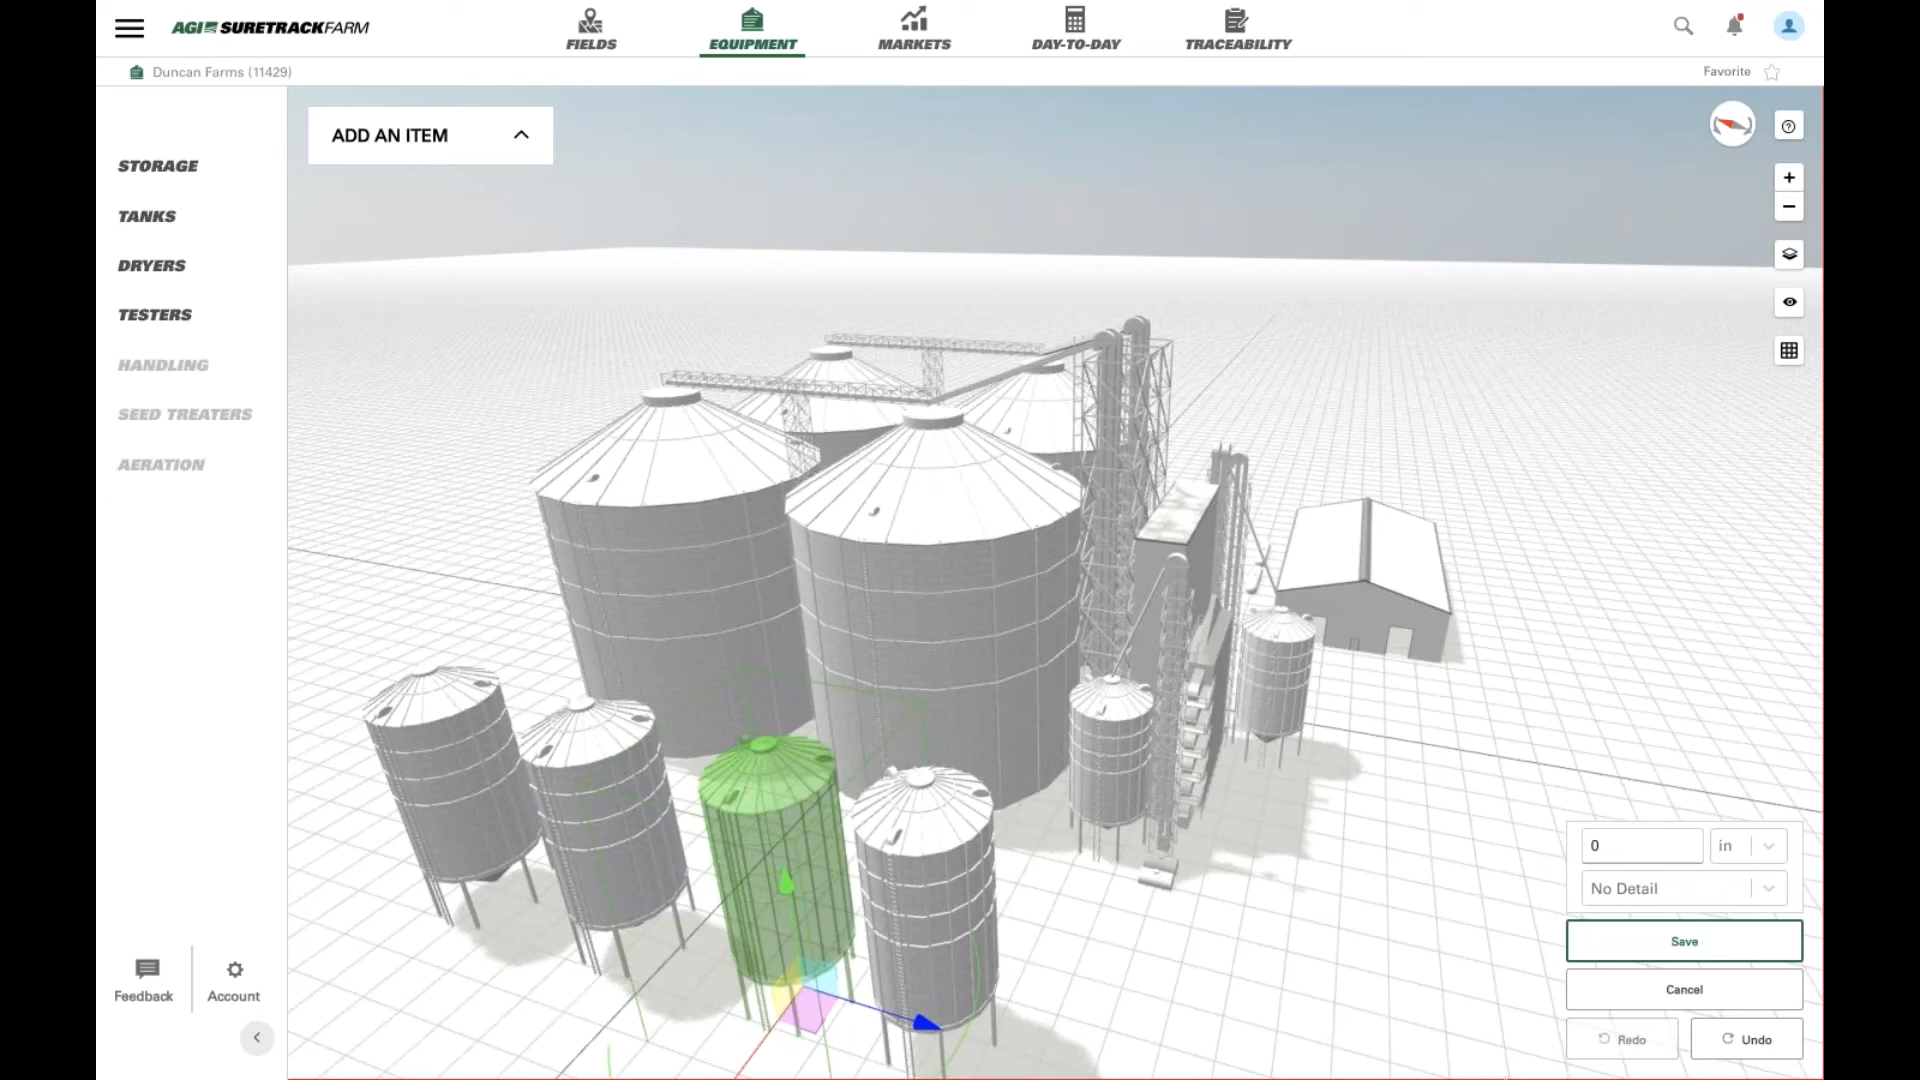 AGI SURETRACKFARM
FIELDS
EQUIPMENT
MARKETS
DAY-TO-DAY
TRACEABILITY
Duncan Farms (11429)
Favorite
ADD AN ITEM
STORAGE
TANKS
DRYERS
TESTERS
HANDLING
SEED TREATERS
AERATION
0
in
No Detail
Save
Cancel
Redo
Undo
Feedback
Account